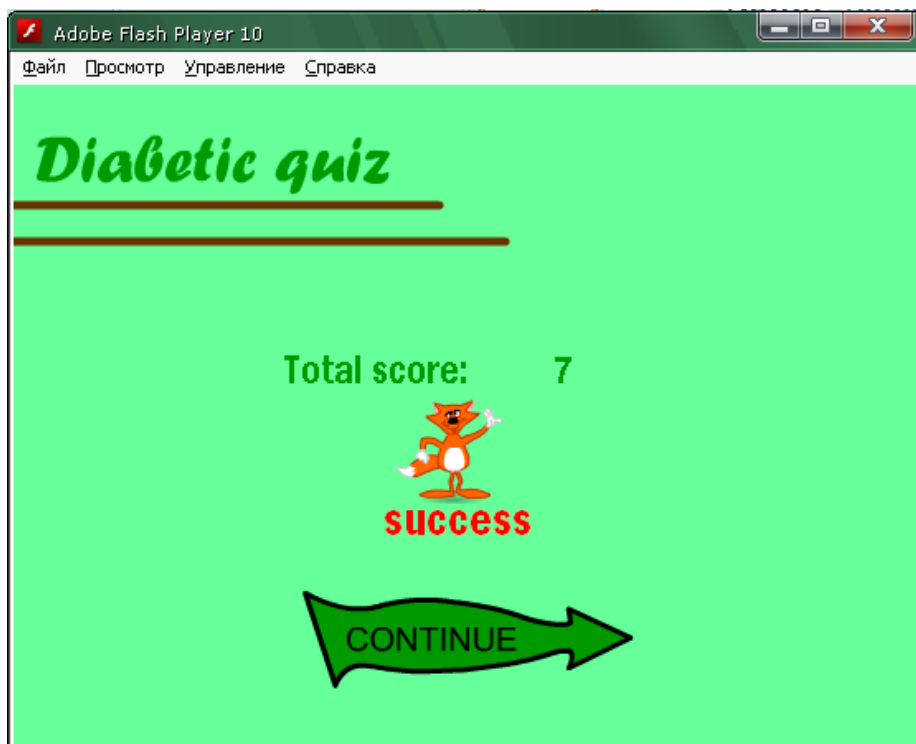 Adobe Flash Player 10
Файл Просмотр Управление Справка
Diabetic quiz
Total score: 7
success
CONTINUE